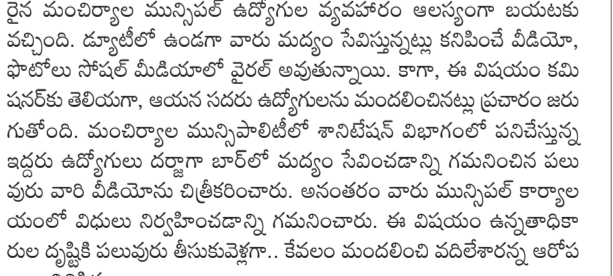 రైన మంచిర్యాల మున్సిపల్ ఉద్యోగుల వ్యవహారం ఆలస్యంగా బయటకు
వచ్చింది. డ్యూటీలో ఉండగా వారు మద్యం సేవిస్తున్నట్లు కనిపించే వీడియో,
ఫొటోలు సోషల్ మీడియాలో వైరల్ అవుతున్నాయి. కాగా, ఈ విషయం కమి
షనర్‌కు తెలియగా, ఆయన సదరు ఉద్యోగులను మందలించినట్లు ప్రచారం జరు
గుతోంది. మంచిర్యాల మున్సిపాలిటీలో శానిటేషన్ విభాగంలో పనిచేస్తున్న
ఇద్దరు ఉద్యోగులు దర్జాగా బార్‌లో మద్యం సేవించడాన్ని గమనించిన పలు
వురు వారి వీడియోను చిత్రీకరించారు. అనంతరం వారు మున్సిపల్ కార్యాల
యంలో విధులు నిర్వహించడాన్ని గమనించారు. ఈ విషయం ఉన్నతాధికా
రుల దృష్టికి పలువురు తీసుకువెళ్లగా.. కేవలం మందలించి వదిలేశారన్న ఆరోప